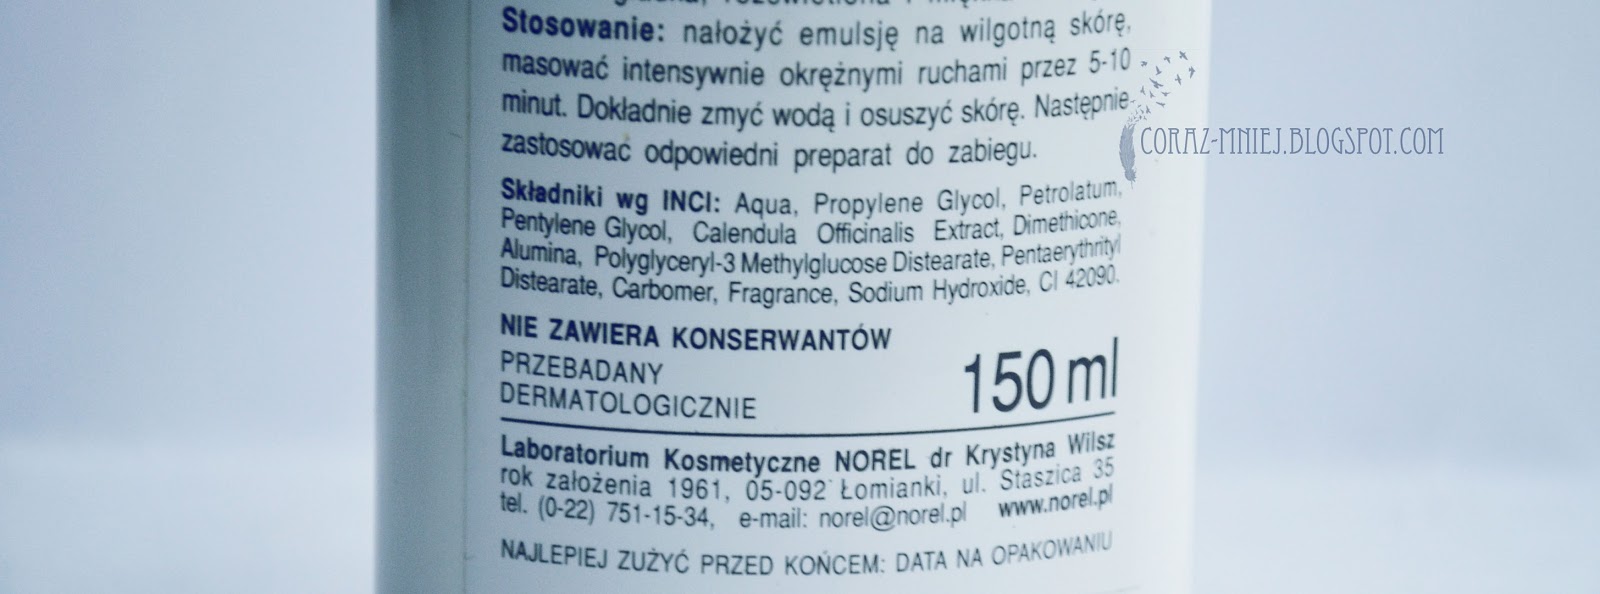 Stosowanie: nałożyć emulsję na wilgotną skórę,
masować intensywnie okrężnymi ruchami przez 5-10
minut. Dokładnie zmyć wodą i osuszyć skórę. Następnie
zastosować odpowiedni preparat do zabiegu.
CORAZ-MNIEJ.BLOGSPOT.COM
Składniki wg INCI: Aqua, Propylene Glycol, Petrolatum,
Pentylene Glycol, Calendula Officinalis Extract, Dimethicone,
Alumina, Polyglyceryl-3 Methylglucose Distearate, Pentaerythrityl
Distearate, Carbomer, Fragrance, Sodium Hydroxide, CI 42090.
NIE ZAWIERA KONSERWANTÓW
PRZEBADANY
DERMATOLOGICZNIE
150 ml
Laboratorium Kosmetyczne NOREL dr Krystyna Wilsz
rok założenia 1961, 05-092 Łomianki, ul. Staszica 35
tel. (0-22) 751-15-34, e-mail: norel@norel.pl www.norel.pl
NAJLEPIEJ ZUŻYĆ PRZED KOŃCEM: DATA NA OPAKOWANIU